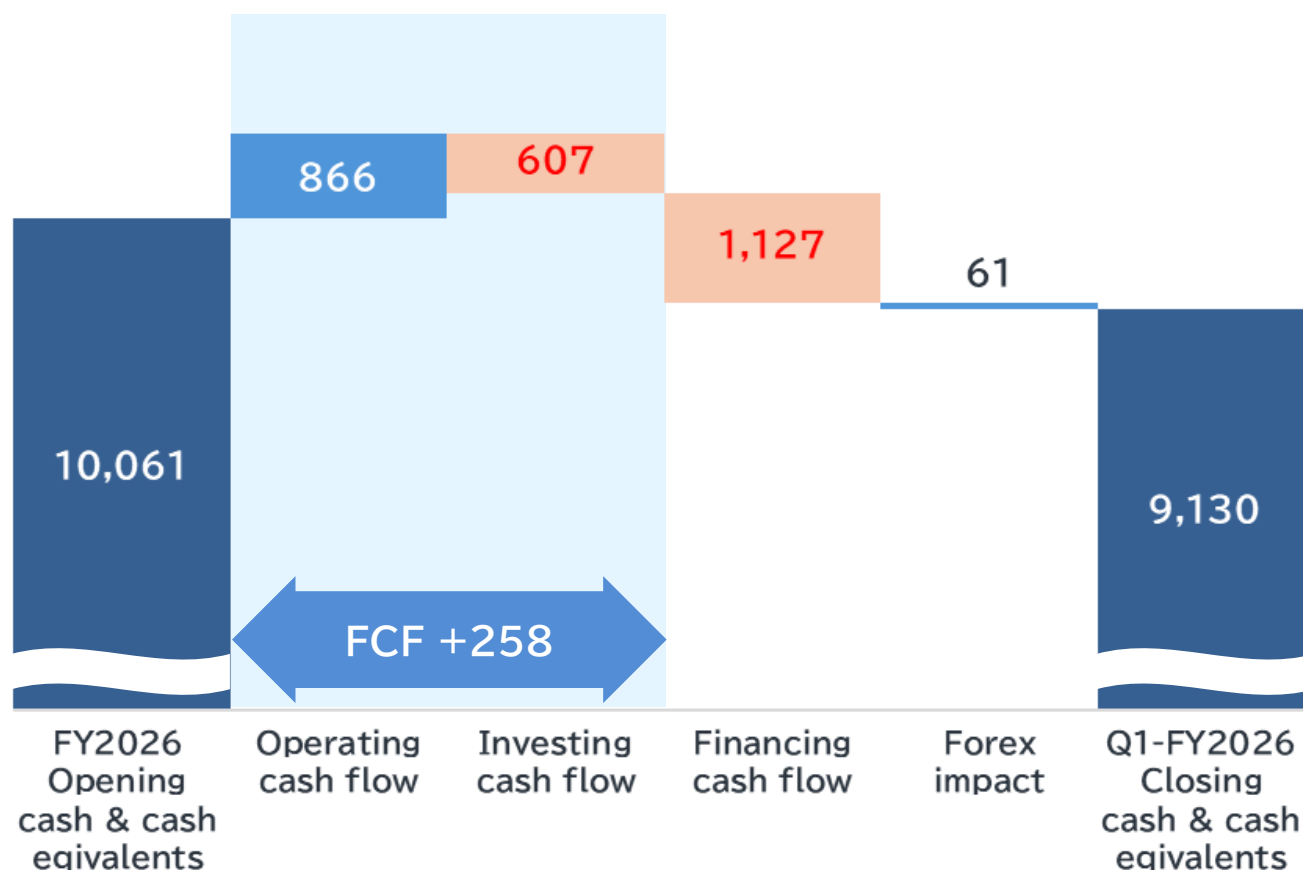 866
607
1,127
61
10,061
9,130
FCF +258
FY2026
Opening
cash & cash
eqivalents
Operating
cash flow
Investing
cash flow
Financing
cash flow
Forex
impact
Q1-FY2026
Closing
cash & cash
eqivalents